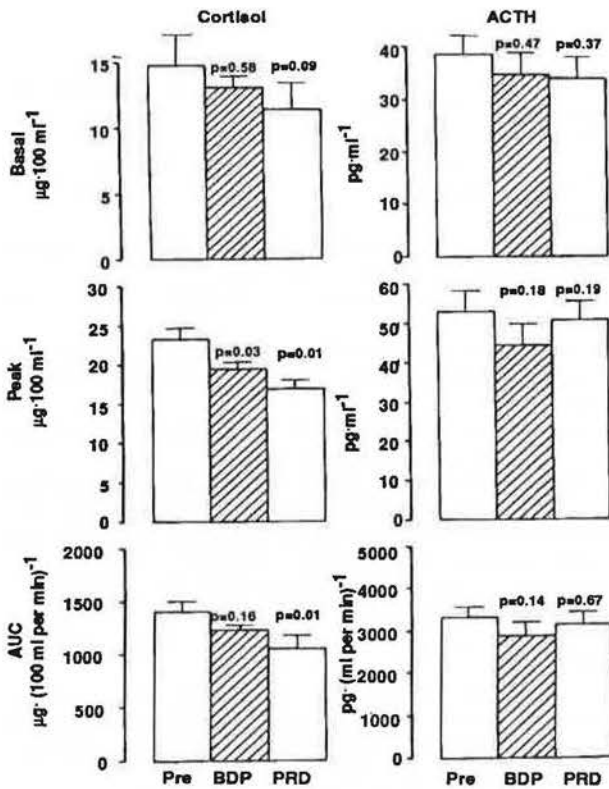 Cortisol
ACTH
Basal
µg·100 ml⁻¹
15
10
5
0
p=0.58
p=0.09
pg·ml⁻¹
40
30
20
10
0
p=0.47
p=0.37
Peak
µg·100 ml⁻¹
30
25
20
15
10
5
0
p=0.03
p=0.01
pg·ml⁻¹
60
50
40
30
20
10
0
p=0.18
p=0.19
AUC
µg· (100 ml per min)⁻¹
2000
1500
1000
500
0
p=0.16
p=0.01
pg· (ml per min)⁻¹
5000
4000
3000
2000
1000
0
p=0.14
p=0.67
Pre BDP PRD
Pre BDP PRD